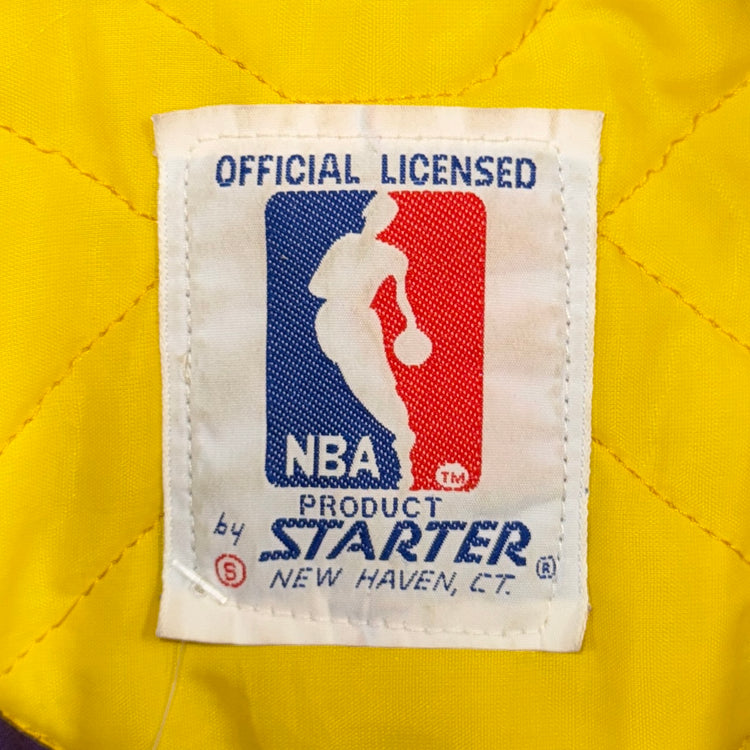 OFFICIAL LICENSED
NBA
TM
PRODUCT
by STARTER ®
S NEW HAVEN, CT.